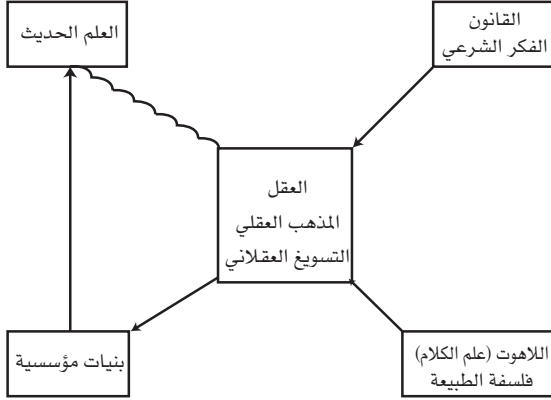 القانون
الفكر الشرعي
العلم الحديث
العقل
المذهب العقلي
التسويغ العقلاني
اللاهوت (علم الكلام)
فلسفة الطبيعة
بنيات مؤسسية